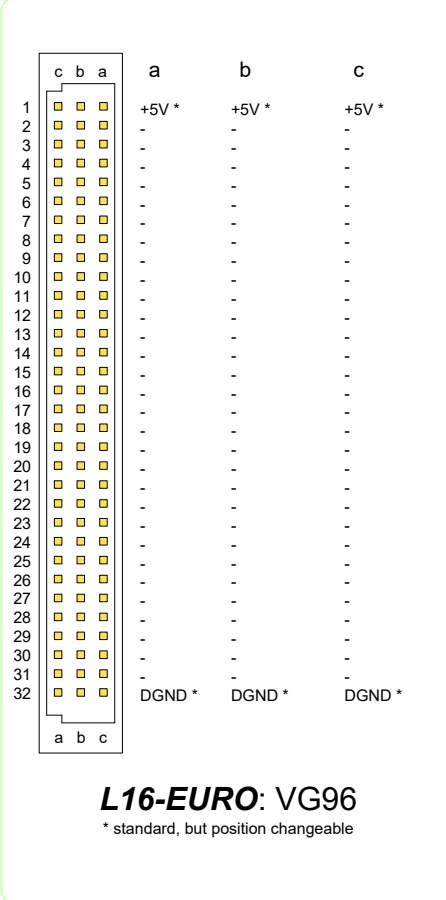 c b a a b c
1 +5V * +5V * +5V *
2 - - -
3 - - -
4 - - -
5 - - -
6 - - -
7 - - -
8 - - -
9 - - -
10 - - -
11 - - -
12 - - -
13 - - -
14 - - -
15 - - -
16 - - -
17 - - -
18 - - -
19 - - -
20 - - -
21 - - -
22 - - -
23 - - -
24 - - -
25 - - -
26 - - -
27 - - -
28 - - -
29 - - -
30 - - -
31 - - -
32 DGND * DGND * DGND *
a b c
L16-EURO: VG96
* standard, but position changeable